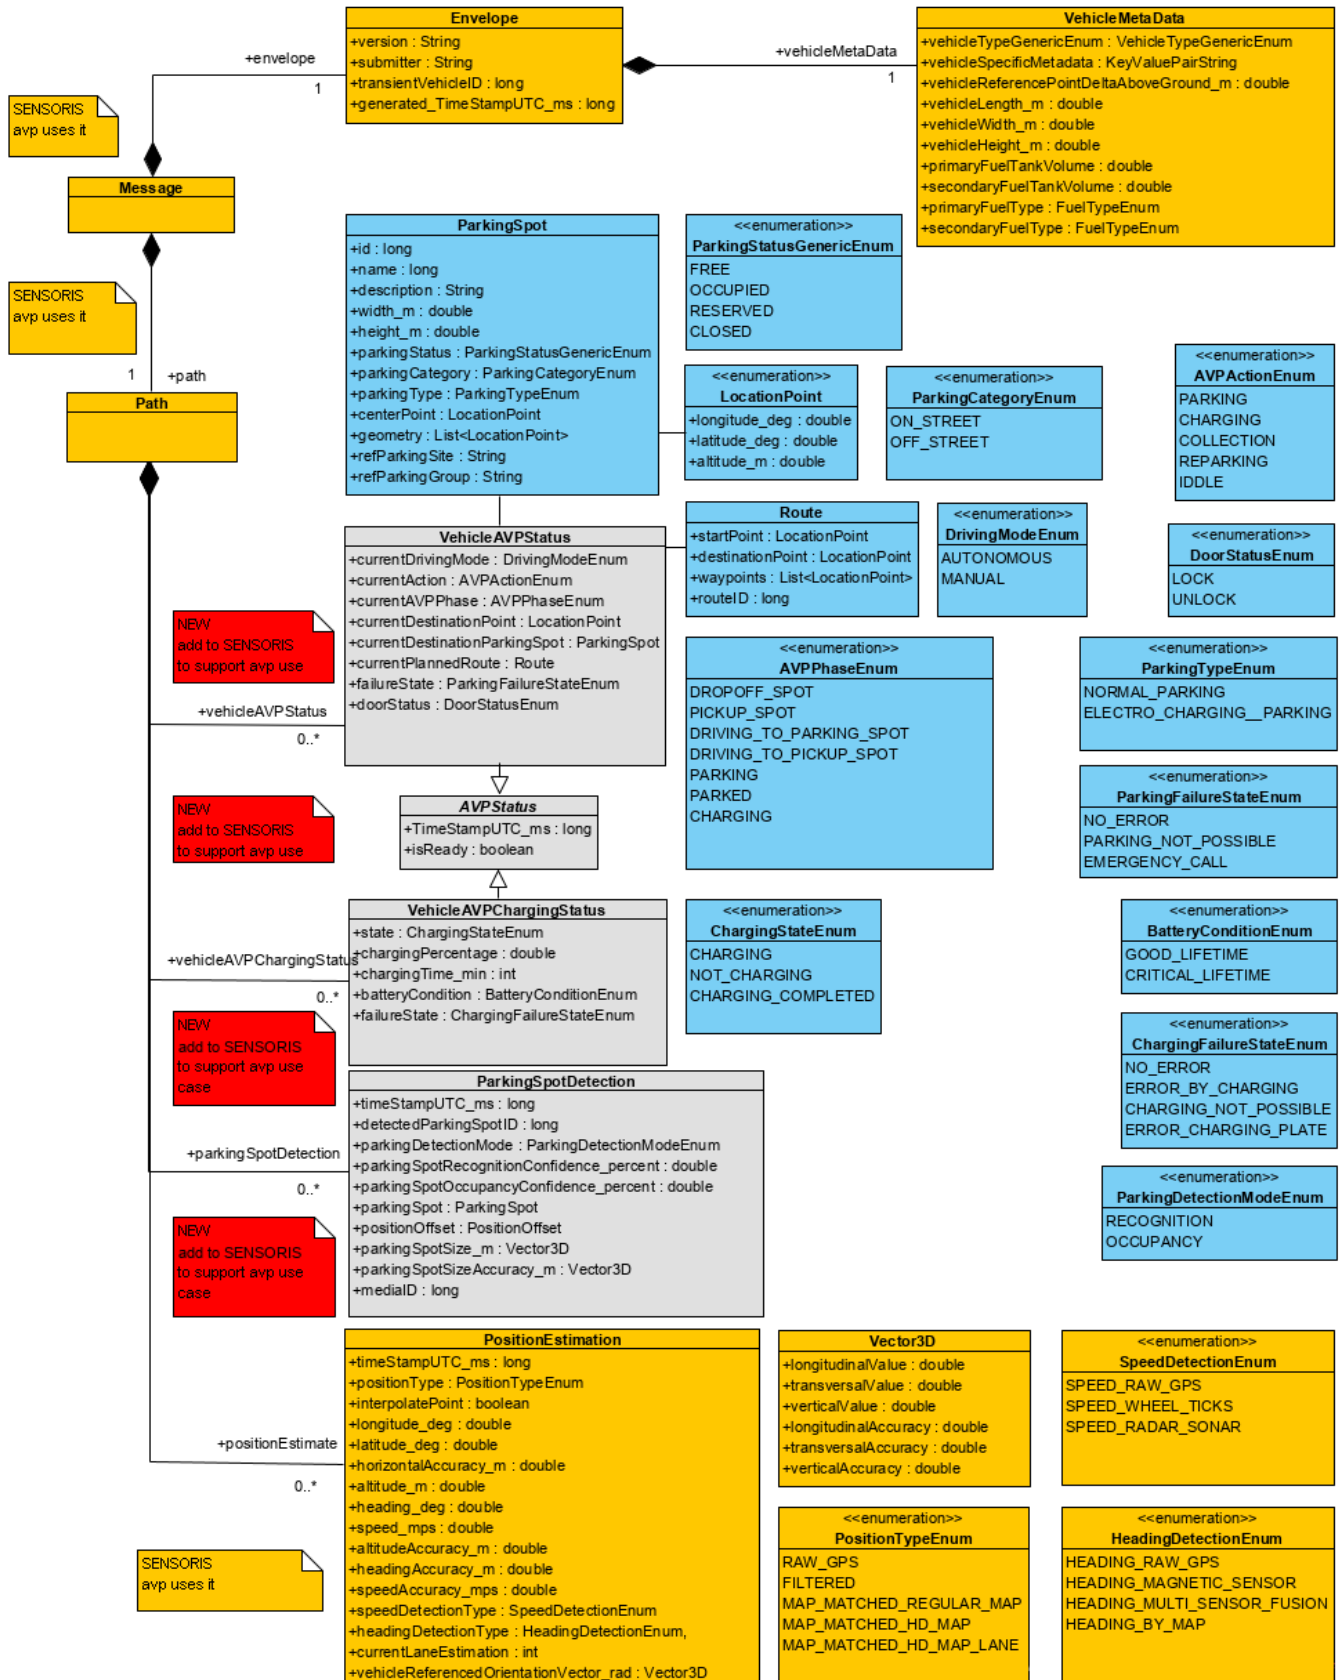 Envelope
+version : String
+submitter : String
+transientVehicleID : long
+generated_TimeStampUTC_ms : long
VehicleMetaData
+vehicleTypeGenericEnum : VehicleTypeGenericEnum
+vehicleSpecificMetadata : KeyValuePairString
+vehicleReferencePointDeltaAboveGround_m : double
+vehicleLength_m : double
+vehicleWidth_m : double
+vehicleHeight_m : double
+primaryFuelTankVolume : double
+secondaryFuelTankVolume : double
+primaryFuelType : FuelTypeEnum
+secondaryFuelType : FuelTypeEnum
+envelope
1
+vehicleMetaData
1
SENSORIS
avp uses it
Message
SENSORIS
avp uses it
1
+path
Path
ParkingSpot
+id : long
+name : long
+description : String
+width_m : double
+height_m : double
+parkingStatus : ParkingStatusGenericEnum
+parkingCategory : ParkingCategoryEnum
+parkingType : ParkingTypeEnum
+centerPoint : LocationPoint
+geometry : List<LocationPoint>
+refParkingSite : String
+refParkingGroup : String
<<enumeration>>
ParkingStatusGenericEnum
FREE
OCCUPIED
RESERVED
CLOSED
<<enumeration>>
LocationPoint
+longitude_deg : double
+latitude_deg : double
+altitude_m : double
<<enumeration>>
ParkingCategoryEnum
ON_STREET
OFF_STREET
<<enumeration>>
AVPActionEnum
PARKING
CHARGING
COLLECTION
REPARKING
IDDLE
VehicleAVPStatus
+currentDrivingMode : DrivingModeEnum
+currentAction : AVPActionEnum
+currentAVPPhase : AVPPhaseEnum
+currentDestinationPoint : LocationPoint
+currentDestinationParkingSpot : ParkingSpot
+currentPlannedRoute : Route
+failureState : ParkingFailureStateEnum
+doorStatus : DoorStatusEnum
Route
+startPoint : LocationPoint
+destinationPoint : LocationPoint
+waypoints : List<LocationPoint>
+routeID : long
<<enumeration>>
DrivingModeEnum
AUTONOMOUS
MANUAL
<<enumeration>>
DoorStatusEnum
LOCK
UNLOCK
NEW
add to SENSORIS
to support avp use
+vehicleAVPStatus
0..*
<<enumeration>>
AVPPhaseEnum
DROPOFF_SPOT
PICKUP_SPOT
DRIVING_TO_PARKING_SPOT
DRIVING_TO_PICKUP_SPOT
PARKING
PARKED
CHARGING
<<enumeration>>
ParkingTypeEnum
NORMAL_PARKING
ELECTRO_CHARGING__PARKING
NEW
add to SENSORIS
to support avp use
AVPStatus
+TimeStampUTC_ms : long
+isReady : boolean
<<enumeration>>
ParkingFailureStateEnum
NO_ERROR
PARKING_NOT_POSSIBLE
EMERGENCY_CALL
VehicleAVPChargingStatus
+state : ChargingStateEnum
+chargingPercentage : double
+chargingTime_min : int
+batteryCondition : BatteryConditionEnum
+failureState : ChargingFailureStateEnum
+vehicleAVPChargingStatus
0..*
<<enumeration>>
ChargingStateEnum
CHARGING
NOT_CHARGING
CHARGING_COMPLETED
<<enumeration>>
BatteryConditionEnum
GOOD_LIFETIME
CRITICAL_LIFETIME
NEW
add to SENSORIS
to support avp use
case
<<enumeration>>
ChargingFailureStateEnum
NO_ERROR
ERROR_BY_CHARGING
CHARGING_NOT_POSSIBLE
ERROR_CHARGING_PLATE
ParkingSpotDetection
+timeStampUTC_ms : long
+detectedParkingSpotID : long
+parkingDetectionMode : ParkingDetectionModeEnum
+parkingSpotRecognitionConfidence_percent : double
+parkingSpotOccupancyConfidence_percent : double
+parkingSpot : ParkingSpot
+positionOffset : PositionOffset
+parkingSpotSize_m : Vector3D
+parkingSpotSizeAccuracy_m : Vector3D
+mediaID : long
+parkingSpotDetection
0..*
<<enumeration>>
ParkingDetectionModeEnum
RECOGNITION
OCCUPANCY
NEW
add to SENSORIS
to support avp use
case
PositionEstimation
+timeStampUTC_ms : long
+positionType : PositionTypeEnum
+interpolatePoint : boolean
+longitude_deg : double
+latitude_deg : double
+horizontalAccuracy_m : double
+altitude_m : double
+heading_deg : double
+speed_mps : double
+altitudeAccuracy_m : double
+headingAccuracy_m : double
+speedAccuracy_mps : double
+speedDetectionType : SpeedDetectionEnum
+headingDetectionType : HeadingDetectionEnum,
+currentLaneEstimation : int
+vehicleReferencedOrientationVector_rad : Vector3D
+positionEstimate
0..*
SENSORIS
avp uses it
Vector3D
+longitudinalValue : double
+transversalValue : double
+verticalValue : double
+longitudinalAccuracy : double
+transversalAccuracy : double
+verticalAccuracy : double
<<enumeration>>
SpeedDetectionEnum
SPEED_RAW_GPS
SPEED_WHEEL_TICKS
SPEED_RADAR_SONAR
<<enumeration>>
PositionTypeEnum
RAW_GPS
FILTERED
MAP_MATCHED_REGULAR_MAP
MAP_MATCHED_HD_MAP
MAP_MATCHED_HD_MAP_LANE
<<enumeration>>
HeadingDetectionEnum
HEADING_RAW_GPS
HEADING_MAGNETIC_SENSOR
HEADING_MULTI_SENSOR_FUSION
HEADING_BY_MAP